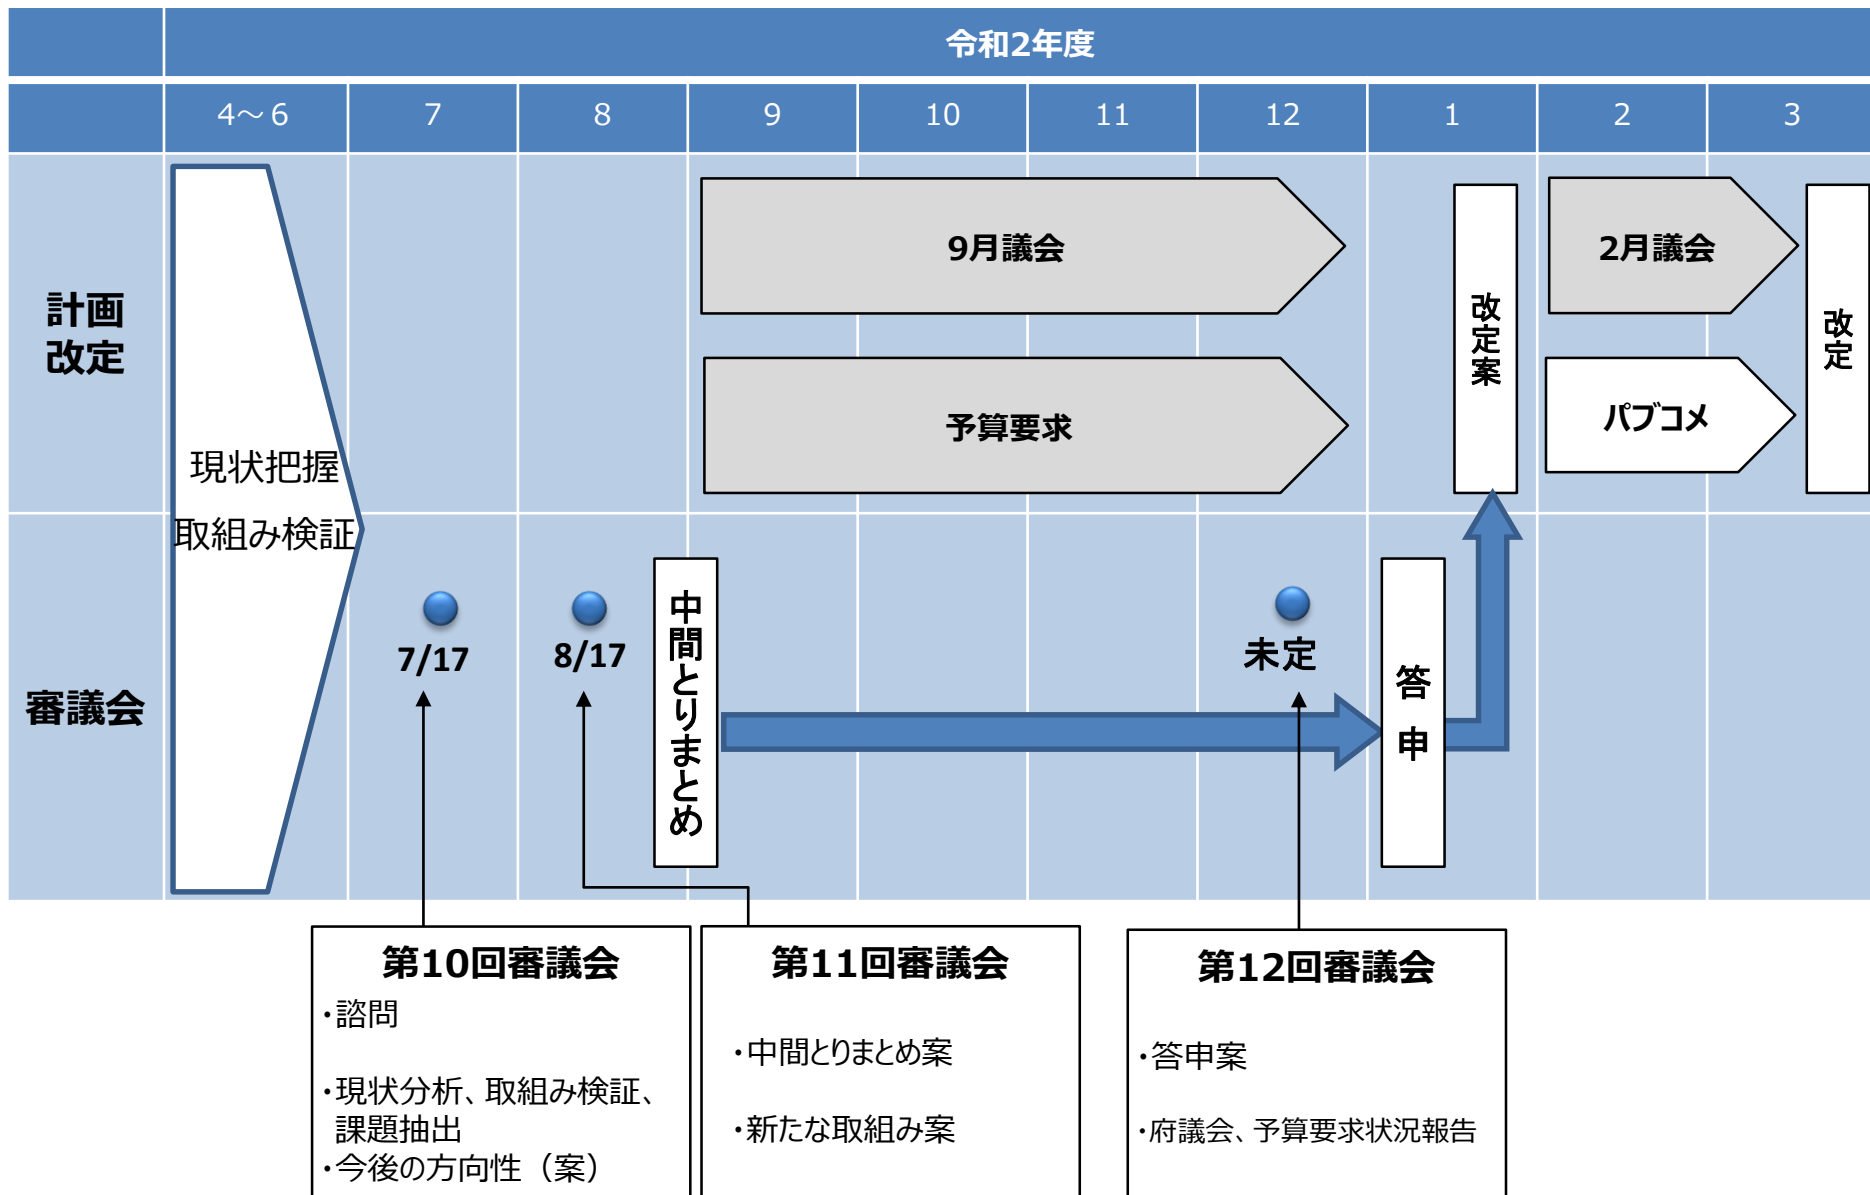 令和2年度
4～6
7
8
9
10
11
12
1
2
3
計画
改定
現状把握
取組み検証
9月議会
予算要求
改定案
2月議会
パブコメ
改定
審議会
7/17
8/17
中間とりまとめ
未定
答申
第10回審議会
・諮問
・現状分析、取組み検証、
課題抽出
・今後の方向性（案）
第11回審議会
・中間とりまとめ案
・新たな取組み案
第12回審議会
・答申案
・府議会、予算要求状況報告